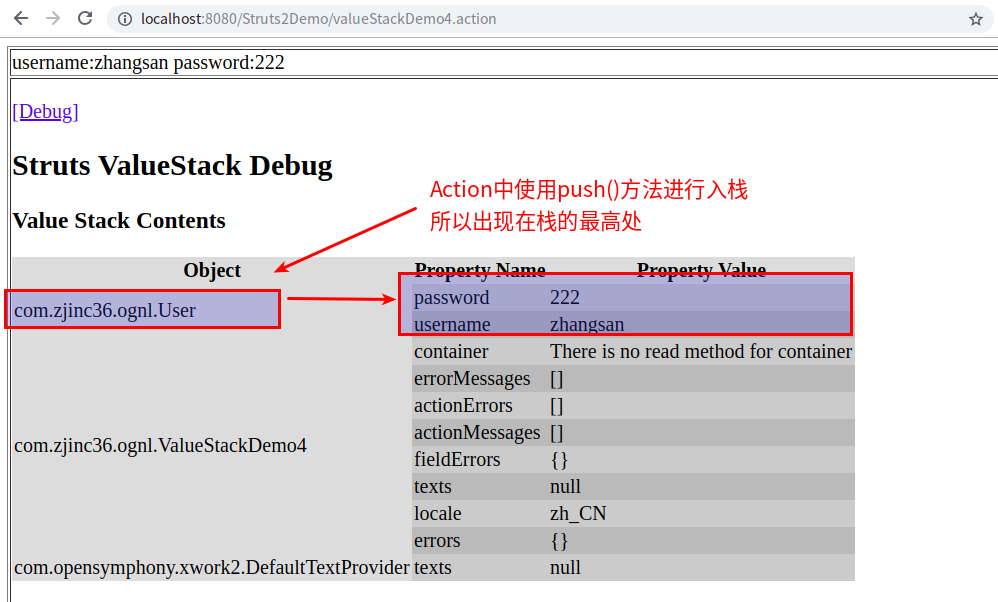 localhost:8080/Struts2Demo/valueStackDemo4.action
username:zhangsan password:222
[Debug]
Struts ValueStack Debug
Action中使用push()方法进行入栈
所以出现在栈的最高处
Value Stack Contents
Object Property Name Property Value
com.zjinc36.ognl.User password 222
username zhangsan
container There is no read method for container
errorMessages []
actionErrors []
actionMessages []
com.zjinc36.ognl.ValueStackDemo4
fieldErrors {}
texts null
locale zh_CN
errors {}
com.opensymphony.xwork2.DefaultTextProvider texts null